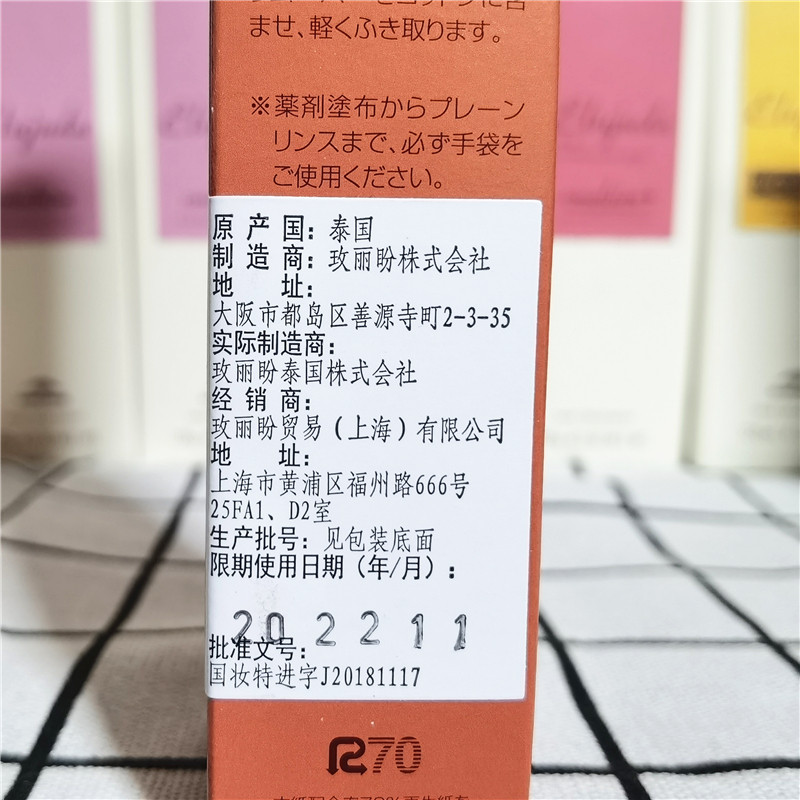 ませ、軽くふき取ります。
※薬剤塗布からプレーン
リンスまで、必ず手袋を
ご使用ください。
原产国：泰国
制造商：玫丽盼株式会社
地址：
大阪市都岛区善源寺町2-3-35
实际制造商：
玫丽盼泰国株式会社
经销商：
玫丽盼贸易（上海）有限公司
地址：
上海市黄浦区福州路666号
25FA1、D2室
生产批号：见包装底面
限期使用日期（年/月）：
2022 11
批准文号：
国妆特进字J20181117
R70